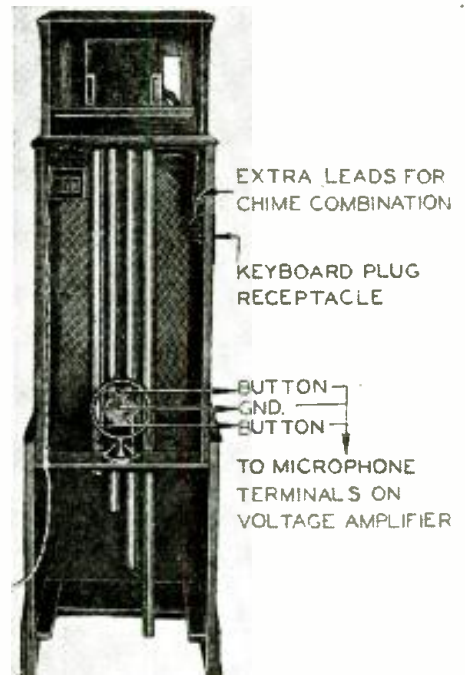 EXTRA LEADS FOR
CHIME COMBINATION
KEYBOARD PLUG
RECEPTACLE
BUTTON
GND.
BUTTON
TO MICROPHONE
TERMINALS ON
VOLTAGE AMPLIFIER